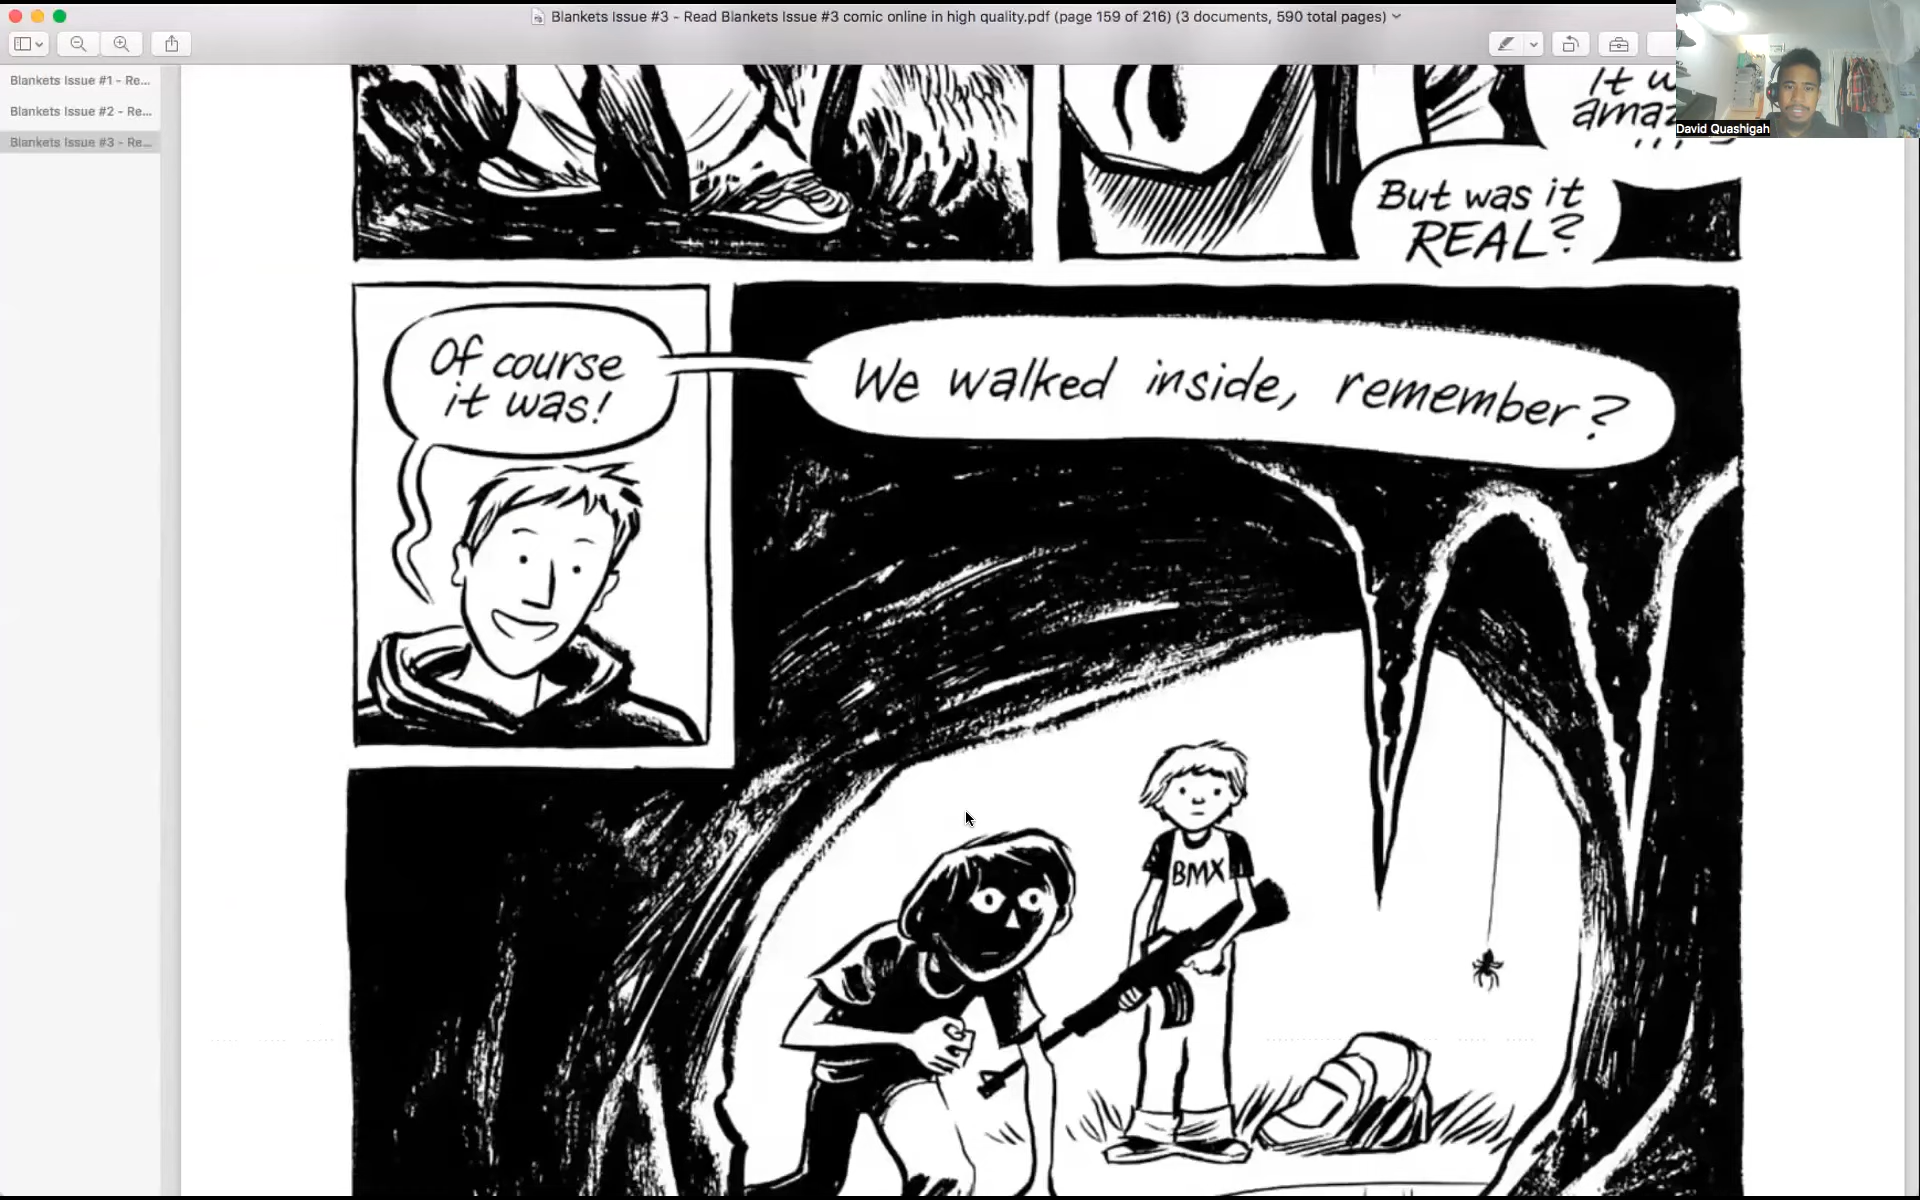 Blankets Issue #3 - Read Blankets Issue #3 comic online in high quality.pdf (page 159 of 216) (3 documents, 590 total pages)
Blankets Issue #1 - Re...
Blankets Issue #2 - Re...
Blankets Issue #3 - Re...
David Quashigah
It
But was it
REAL?
Of course
it was!
We walked inside, remember?
BMX